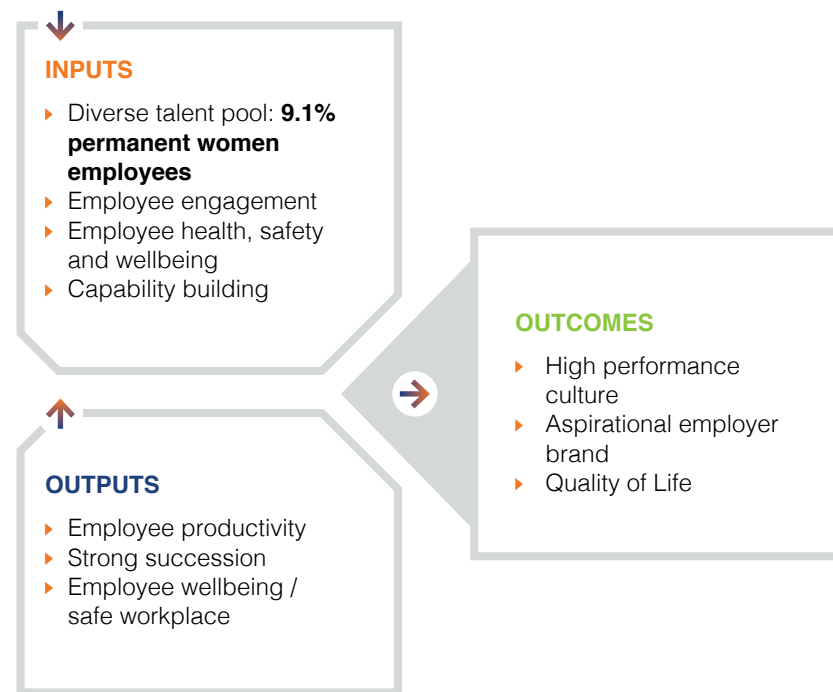 INPUTS
Diverse talent pool: 9.1%
permanent women
employees
Employee engagement
Employee health, safety
and wellbeing
Capability building
OUTPUTS
Employee productivity
Strong succession
Employee wellbeing /
safe workplace
OUTCOMES
High performance
culture
Aspirational employer
brand
Quality of Life